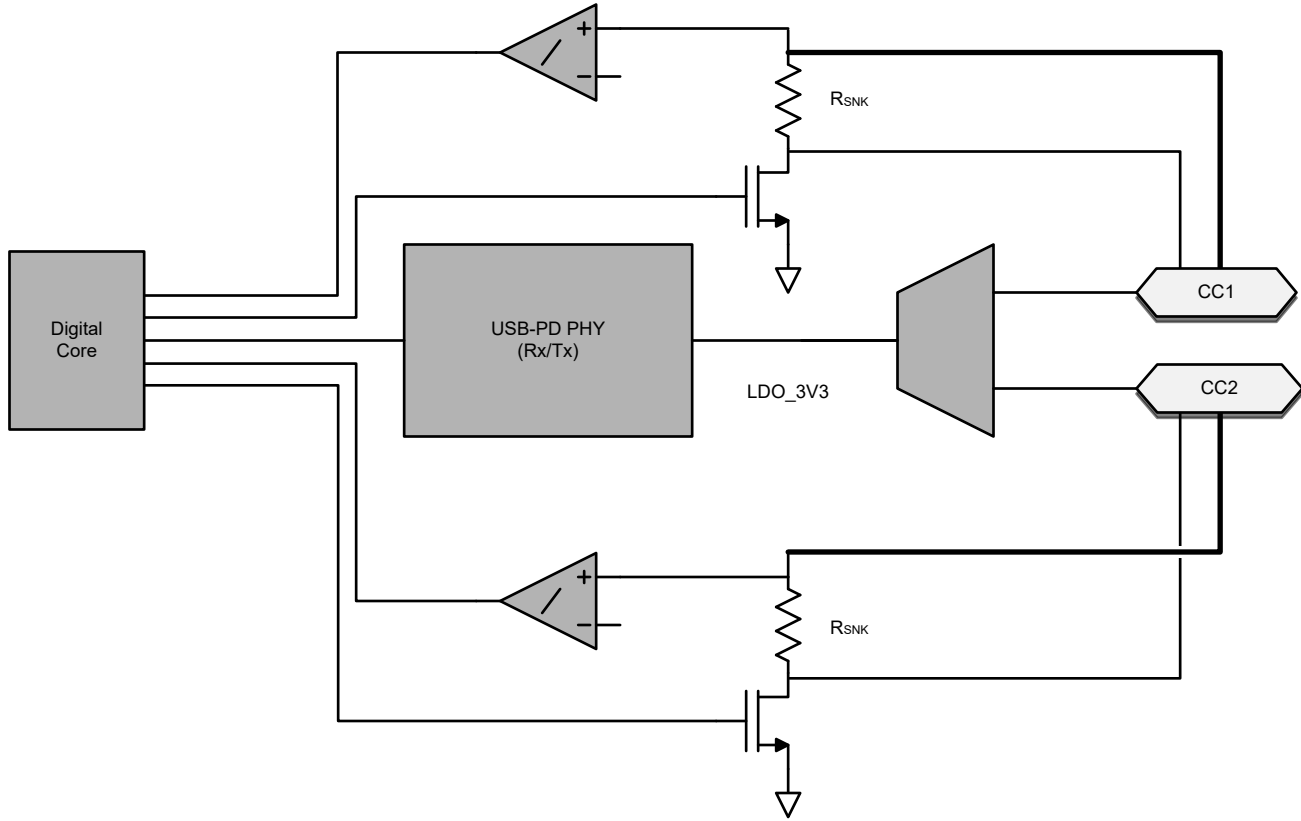 RSNK
CC1
Digital
Core
USB-PD PHY
(Rx/Tx)
LDO_3V3
CC2
RSNK